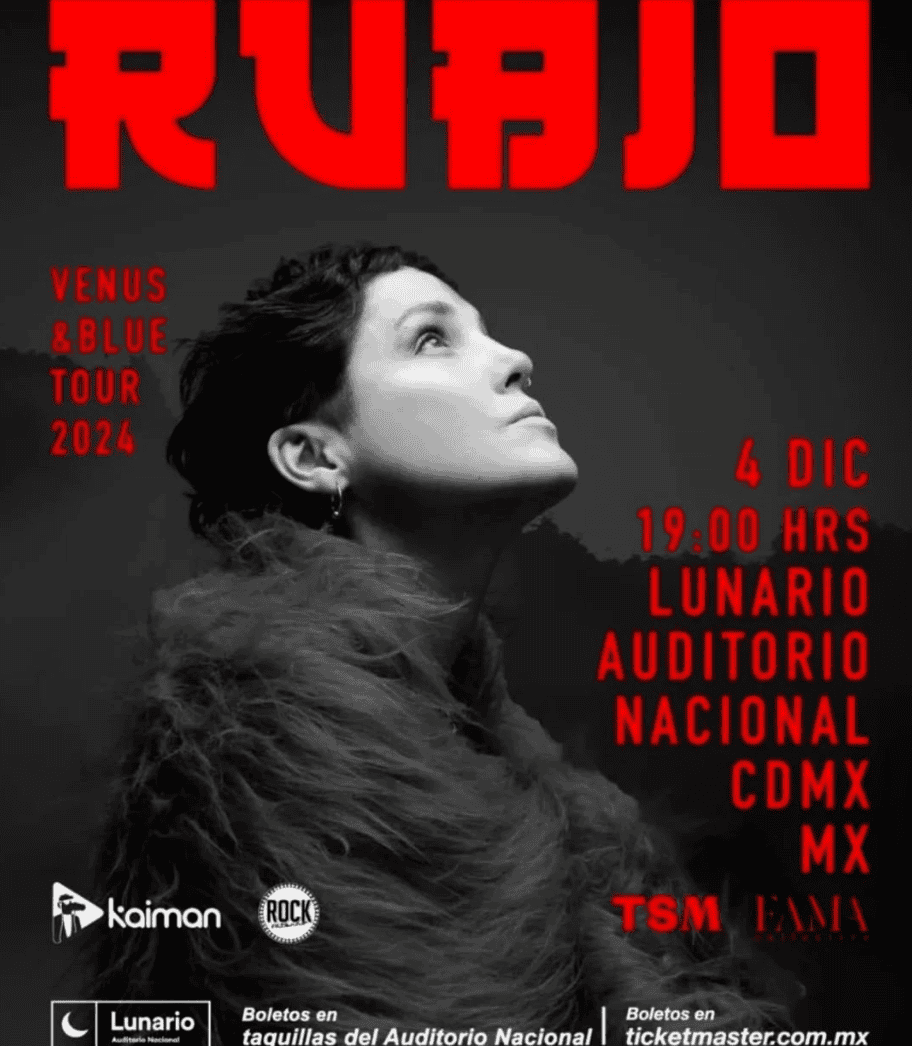 RUBIO
VENUS
&BLUE
TOUR
2024
4 DIC
19:00 HRS
LUNARIO
AUDITORIO
NACIONAL
CDMX
MX
kaiman
ROCK
TSM
FAMA
collective
Lunario
Auditorio Nacional
Boletos en
taquillas del Auditorio Nacional
Boletos en
ticketmaster.com.mx